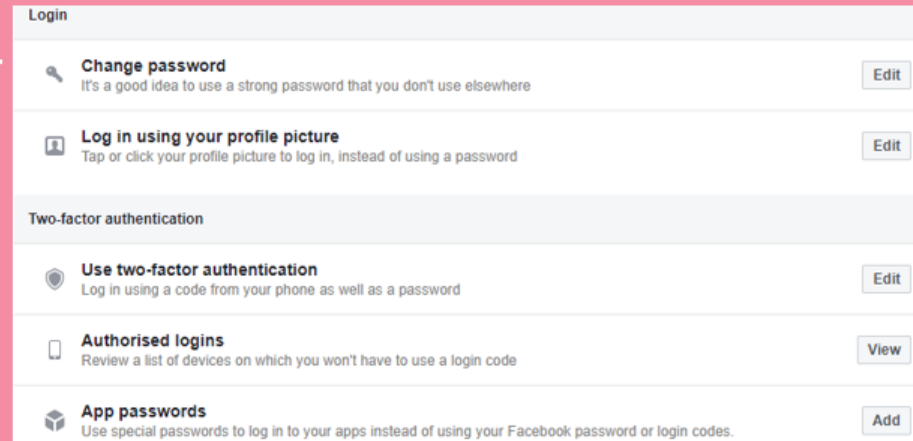 Login
Change password
It's a good idea to use a strong password that you don't use elsewhere
Edit
Log in using your profile picture
Tap or click your profile picture to log in, instead of using a password
Edit
Two-factor authentication
Use two-factor authentication
Log in using a code from your phone as well as a password
Edit
Authorised logins
Review a list of devices on which you won't have to use a login code
View
App passwords
Use special passwords to log in to your apps instead of using your Facebook password or login codes.
Add